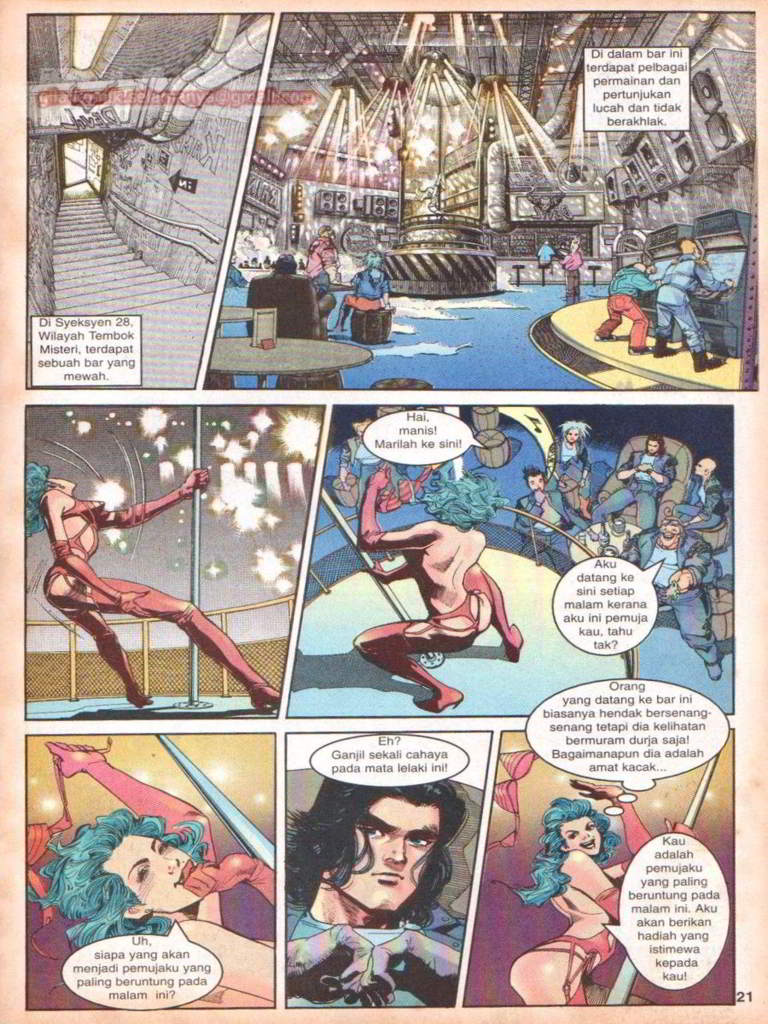 Di Syeksyen 28,
Wilayah Tembok
Misteri, terdapat
sebuah bar yang
mewah.
Di dalam bar ini
terdapat pelbagai
permainan dan
pertunjukan
lucah dan tidak
berakhlak.
Hai,
manis!
Marilah ke sini!
Aku
datang ke
sini setiap
malam kerana
aku ini pemuja
kau, tahu
tak?
Uh,
siapa yang akan
menjadi pemujaku yang
paling beruntung pada
malam ini?
Eh?
Ganjil sekali cahaya
pada mata lelaki ini!
Orang
yang datang ke bar ini
biasanya hendak bersenang-
senang tetapi dia kelihatan
bermuram durja saja!
Bagaimanapun dia adalah
amat kacak...
Kau
adalah
pemujaku
yang paling
beruntung pada
malam ini. Aku
akan berikan
hadiah yang
istimewa
kepada
kau!
21